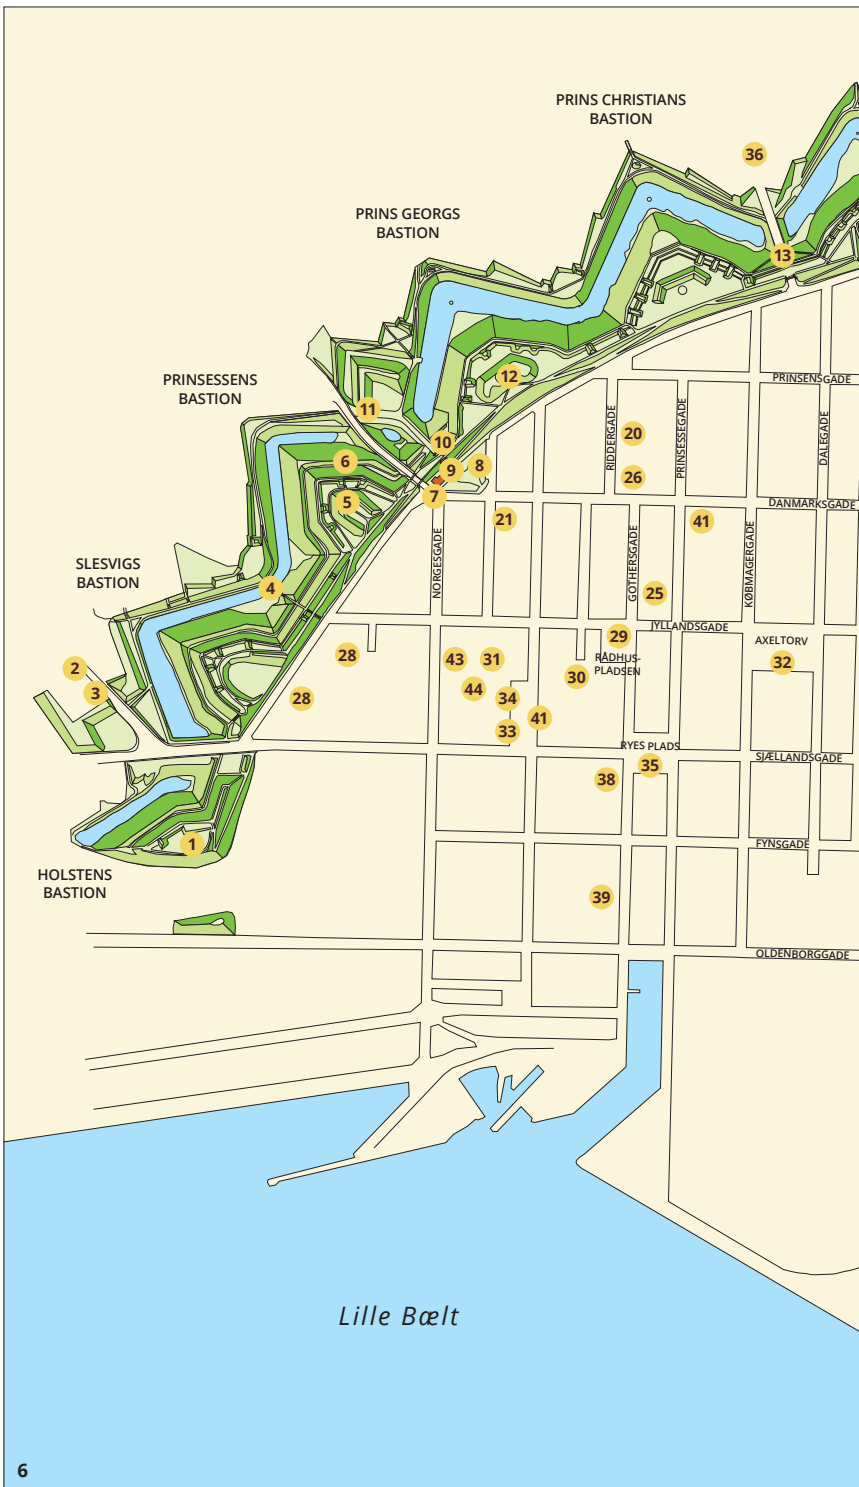 PRINS CHRISTIANS
BASTION
36
PRINS GEORGS
BASTION
13
PRINSESSENS
BASTION
12
PRINSENSGADE
11
RIDDERGADE
PRINSESSEGADE
DALEGADE
20
10
6
9
8
26
7
5
DANMARKSGADE
21
41
SLESVIGS
BASTION
NORGESGADE
GOTHERSGADE
KØBMAGERGADE
4
25
JYLLANDSGADE
29
AXELTORV
28
43
31
RÅDHUS-
PLADSEN
32
2
30
3
44
28
34
41
33
RYES PLADS
35
SJÆLLANDSGADE
38
1
FYNSGADE
HOLSTENS
BASTION
39
OLDENBORGGADE
Lille Bælt
6